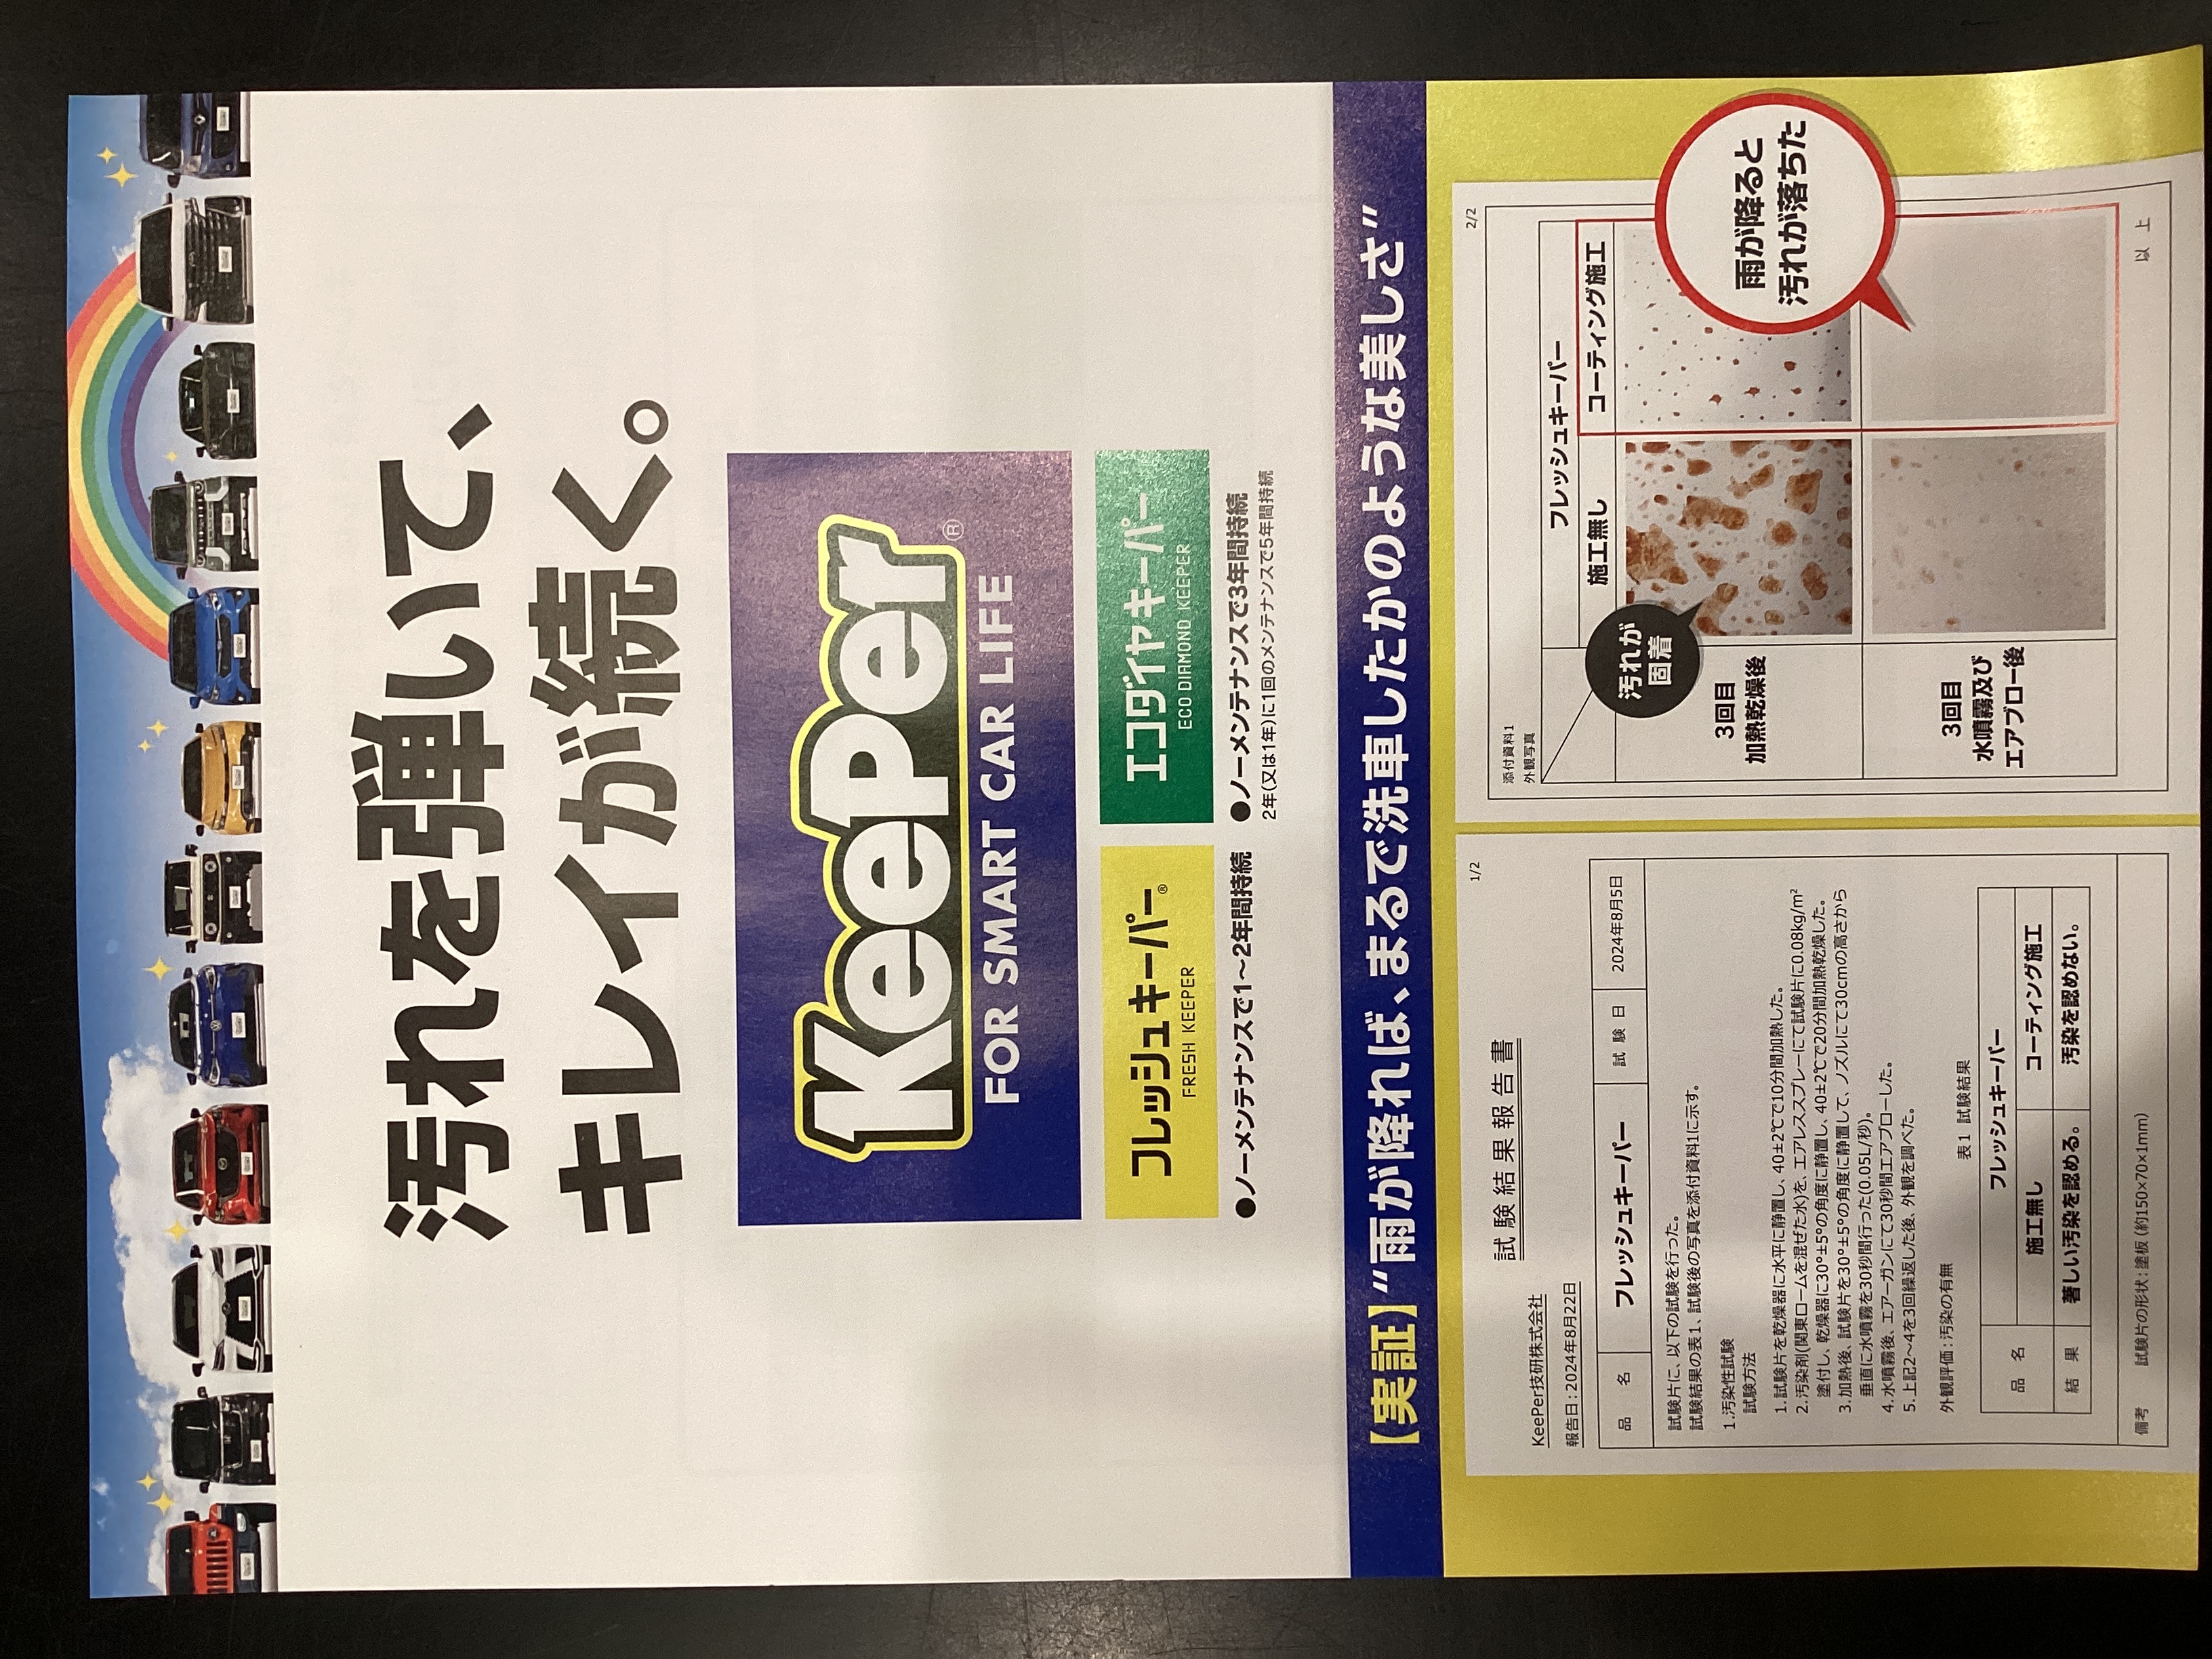 汚れを弾いて、
キレイが続く。
KeePer®
FOR SMART CAR LIFE
フレッシュキーパー®
FRESH KEEPER
●ノーメンテナンスで1～2年間持続
エコダイヤキーパー
ECO DIAMOND KEEPER
●ノーメンテナンスで3年間持続
2年(又は1年)に1回のメンテナンスで5年間持続
【実証】“雨が降れば、まるで洗車したかのような美しさ”
1/2
試験結果報告書
KeePer技研株式会社
報告日:2024年8月22日
品 名 フレッシュキーパー 試 験 日 2024年8月5日
試験片に、以下の試験を行った。
試験結果の表1、試験後の写真を添付資料1に示す。
1.汚染性試験
試験方法
1.試験片を乾燥器に水平に静置し、40±2℃で10分間加熱した。
2.汚染剤(関東ロームを混ぜた水)を、エアレススプレーにて試験片に0.08kg/m²
塗付し、乾燥器に30°±5°の角度に静置し、40±2℃で20分間加熱乾燥した。
3.加熱後、試験片を30°±5°の角度に静置して、ノズルにて30cmの高さから
垂直に水噴霧を30秒間行った(0.05L/秒)。
4.水噴霧後、エアーガンにて30秒間エアブローした。
5.上記2～4を3回繰返した後、外観を調べた。
外観評価:汚染の有無
表1 試験結果
品 名 フレッシュキーパー
施工無し コーティング施工
結 果 著しい汚染を認める。 汚染を認めない。
備考 試験片の形状:塗板(約150×70×1mm)
2/2
添付資料1
外観写真
フレッシュキーパー
施工無し コーティング施工
汚れが
固着
3回目
加熱乾燥後
雨が降ると
汚れが落ちた
3回目
水噴霧及び
エアブロー後
以 上